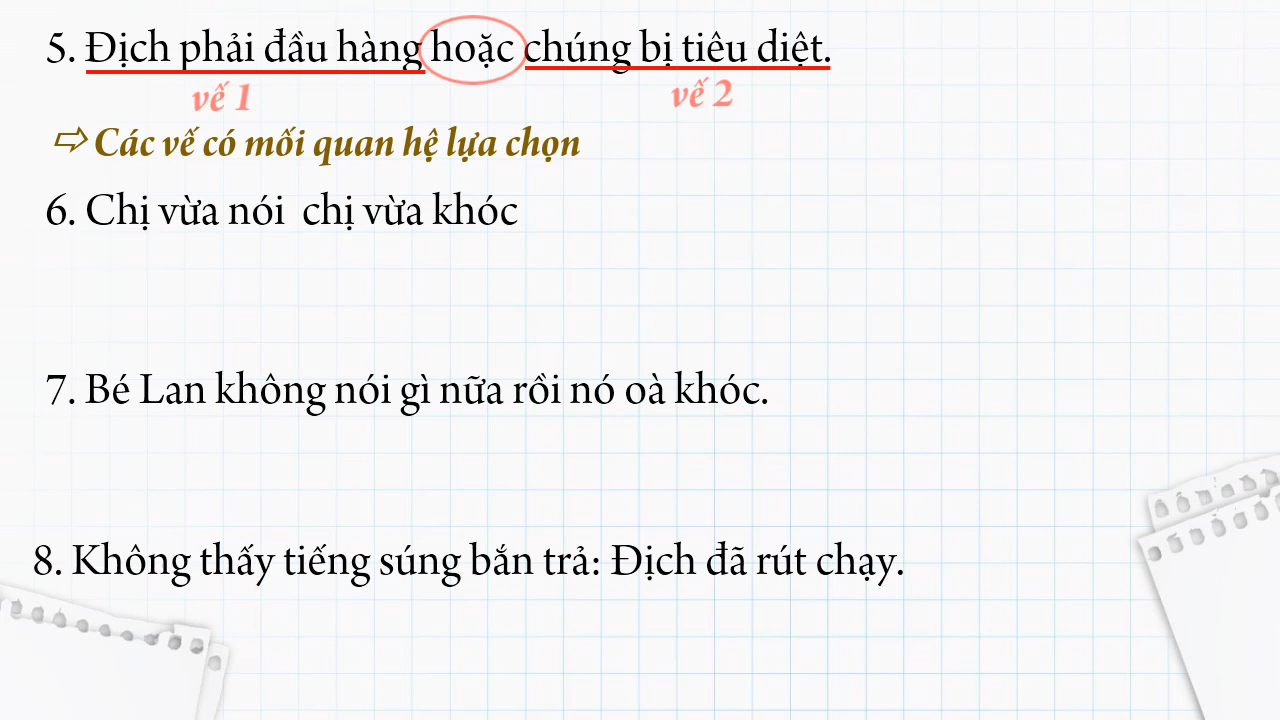 5. Địch phải đầu hàng hoặc chúng bị tiêu diệt.
vế 1 vế 2
⇨ Các vế có mối quan hệ lựa chọn
6. Chị vừa nói chị vừa khóc
7. Bé Lan không nói gì nữa rồi nó oà khóc.
8. Không thấy tiếng súng bắn trả: Địch đã rút chạy.